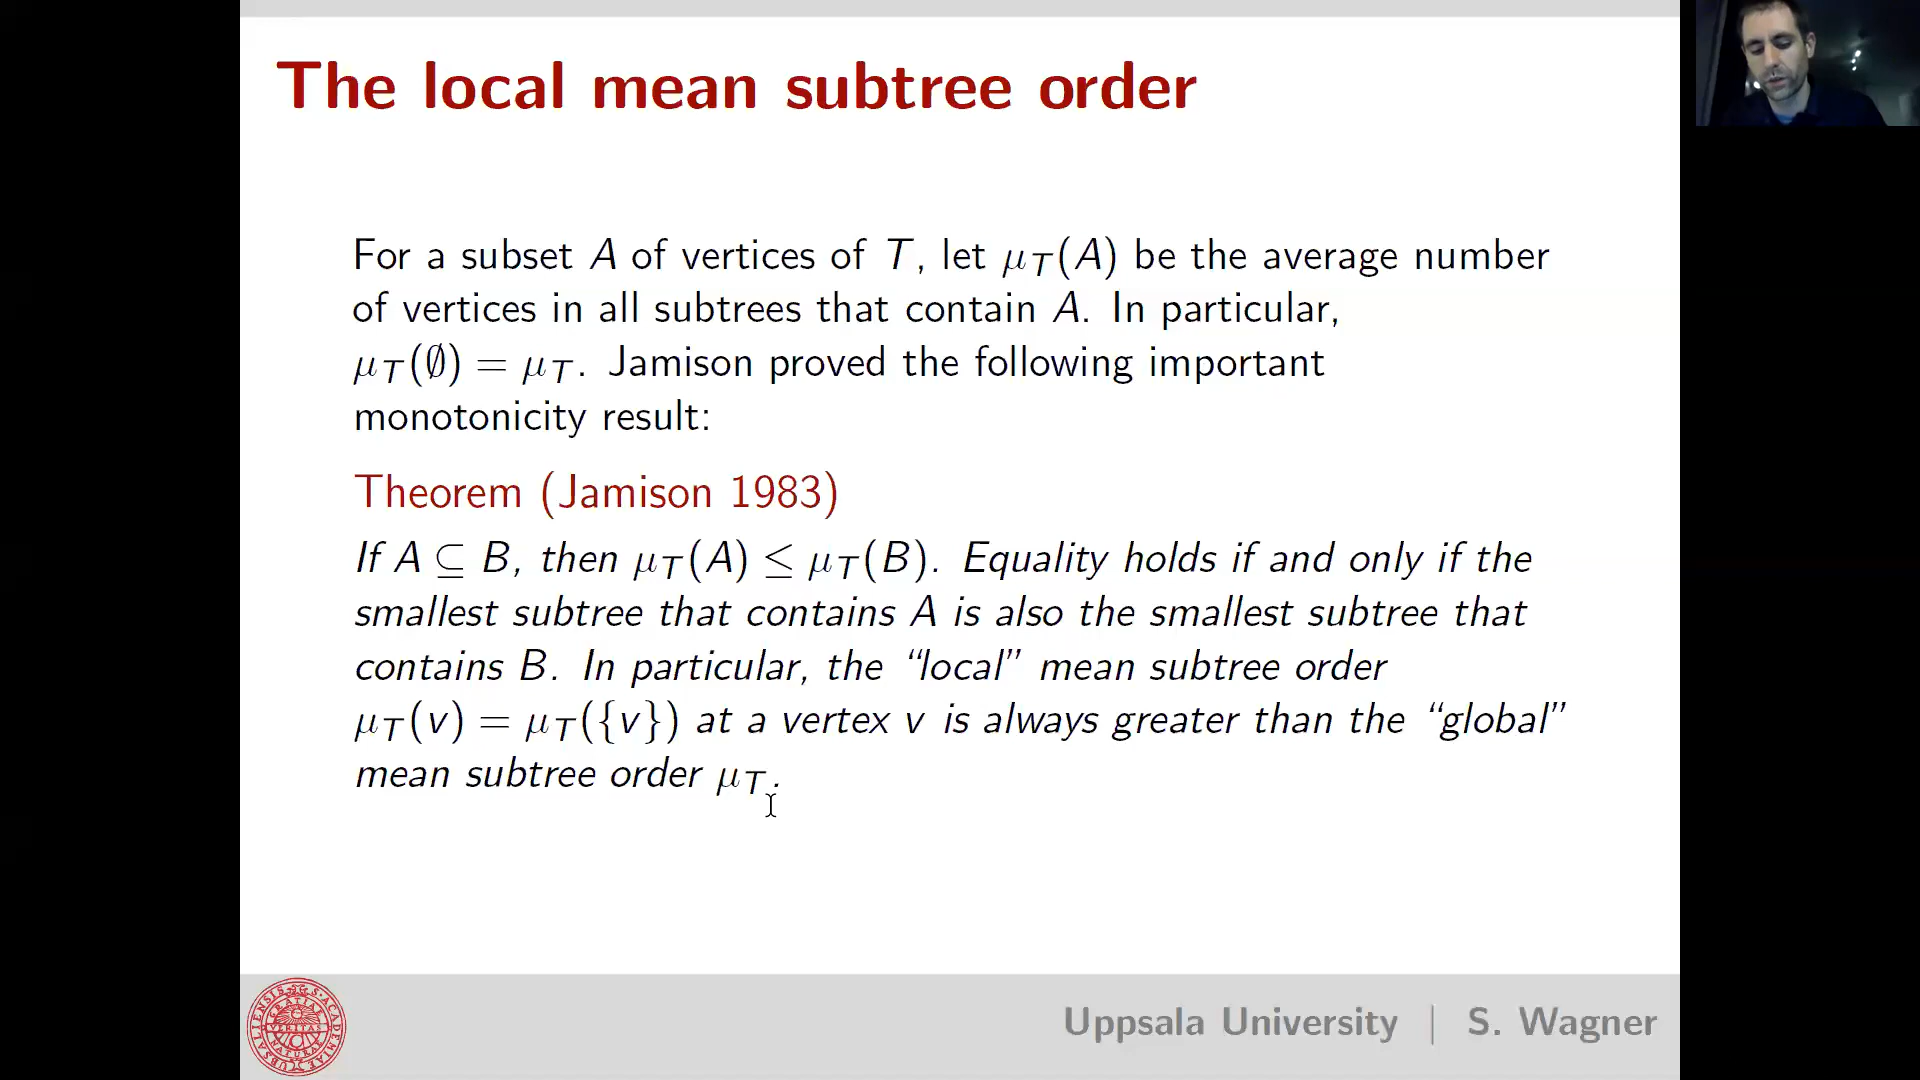 The local mean subtree order
For a subset A of vertices of T, let μ_T(A) be the average number
of vertices in all subtrees that contain A. In particular,
μ_T(∅) = μ_T. Jamison proved the following important
monotonicity result:
Theorem (Jamison 1983)
If A ⊆ B, then μ_T(A) ≤ μ_T(B). Equality holds if and only if the
smallest subtree that contains A is also the smallest subtree that
contains B. In particular, the “local” mean subtree order
μ_T(v) = μ_T({v}) at a vertex v is always greater than the “global”
mean subtree order μ_T.
Uppsala University | S. Wagner